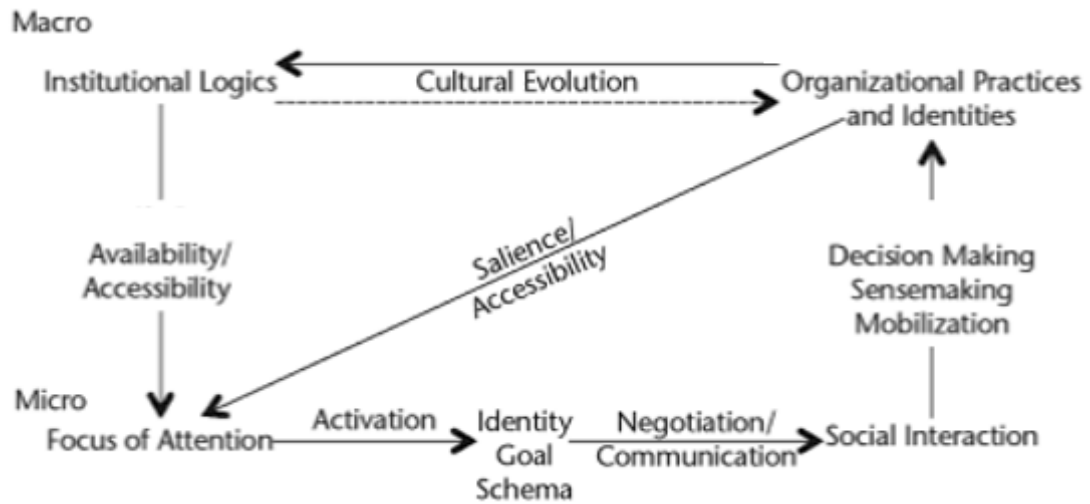 Macro
Institutional Logics
Cultural Evolution
Organizational Practices
and Identities
Availability/
Accessibility
Salience/
Accessibility
Decision Making
Sensemaking
Mobilization
Micro
Focus of Attention
Activation
Identity
Goal
Schema
Negotiation/
Communication
Social Interaction